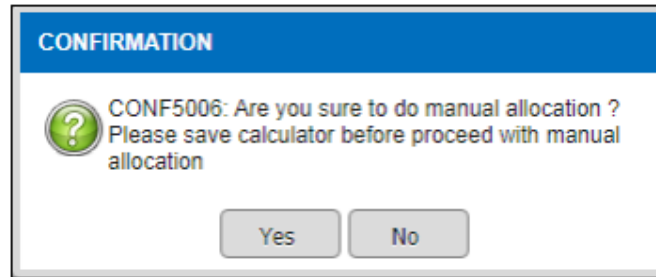 CONFIRMATION
CONF5006: Are you sure to do manual allocation ?
Please save calculator before proceed with manual
allocation
Yes No